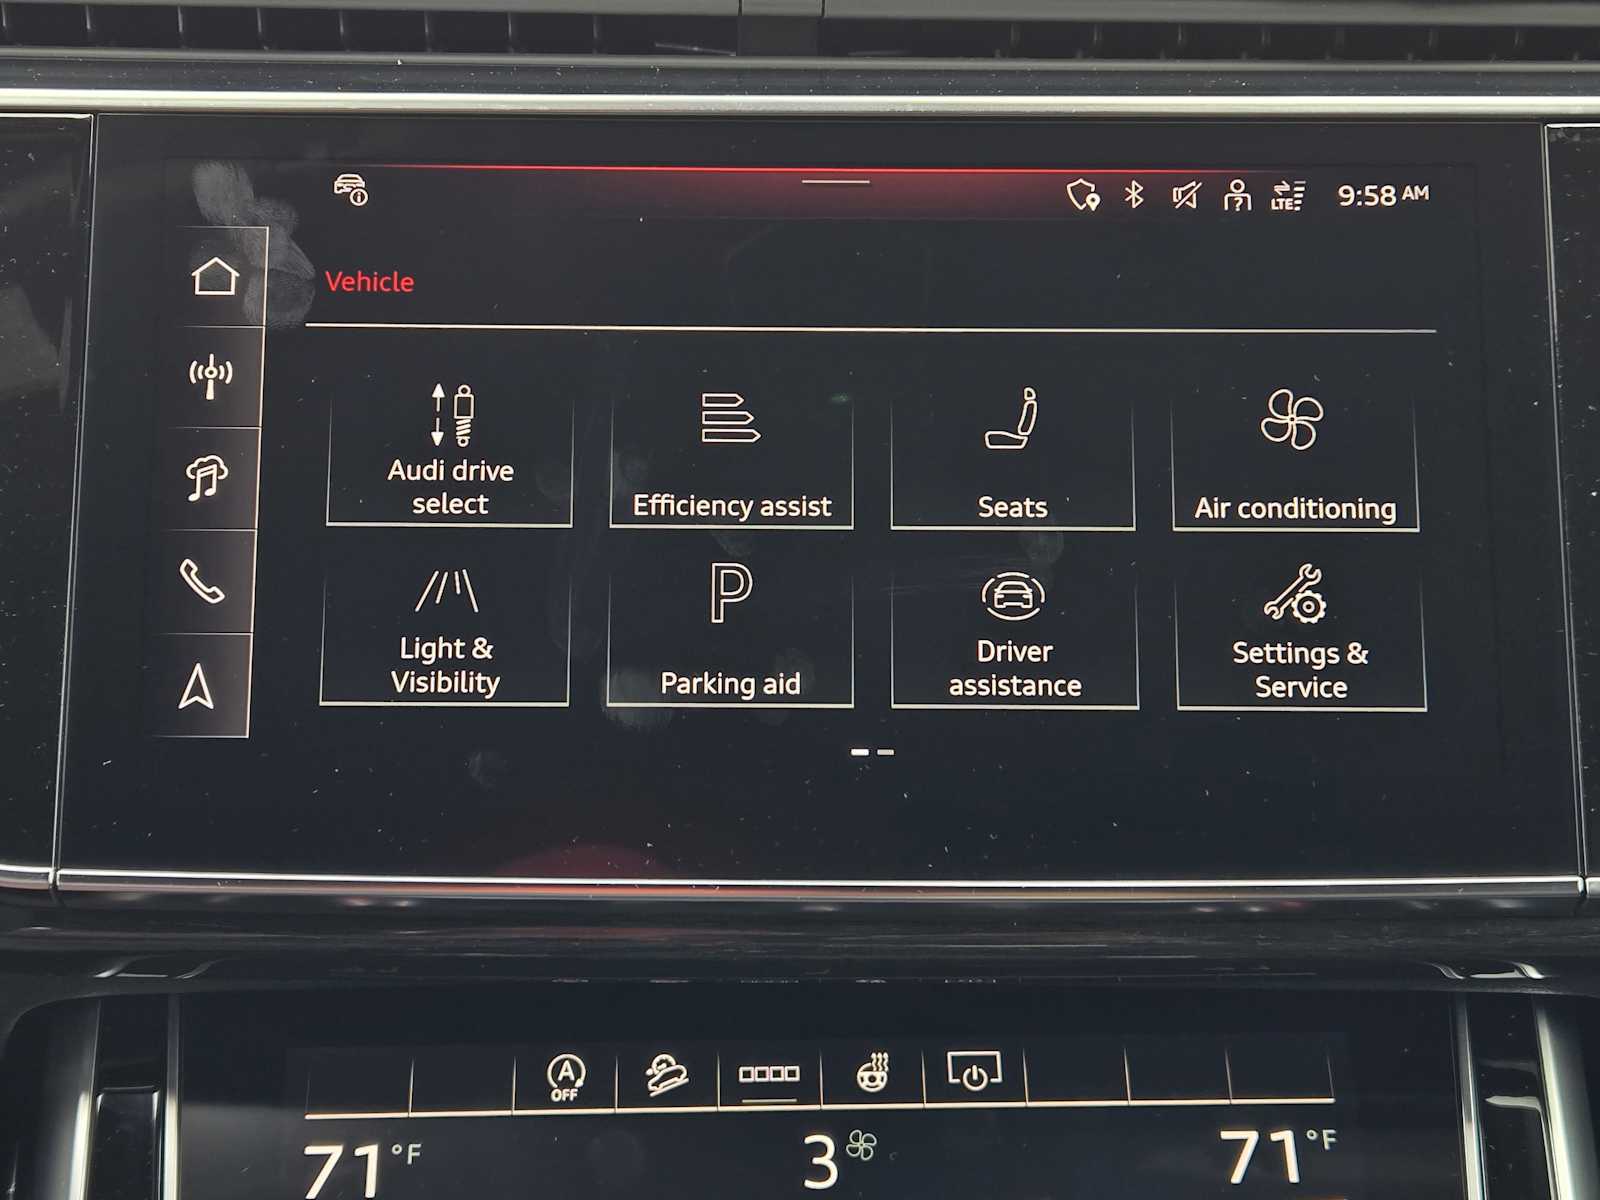 LTE 9:58 AM
Vehicle
Audi drive
select
Efficiency assist
Seats
Air conditioning
Light &
Visibility
P
Parking aid
Driver
assistance
Settings &
Service
A
OFF
71°F
3
71°F